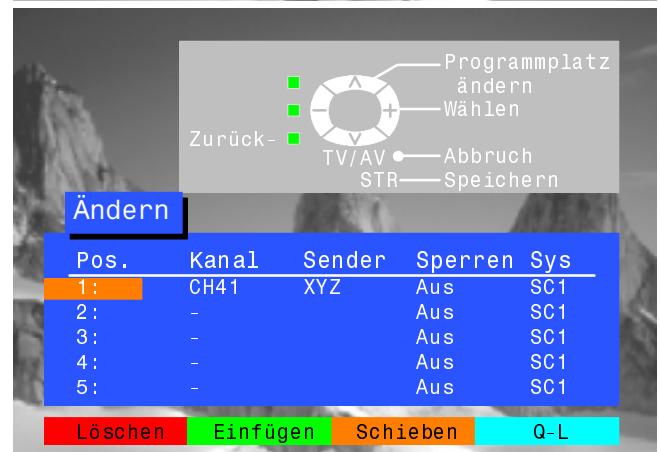 Programmplatz
ändern
Wählen
Zurück-
TV/AV
Abbruch
STR
Speichern
Ändern
Pos. Kanal Sender Sperren Sys
1: CH41 XYZ Aus SC1
2: - Aus SC1
3: - Aus SC1
4: - Aus SC1
5: - Aus SC1
Löschen Einfügen Schieben Q-L